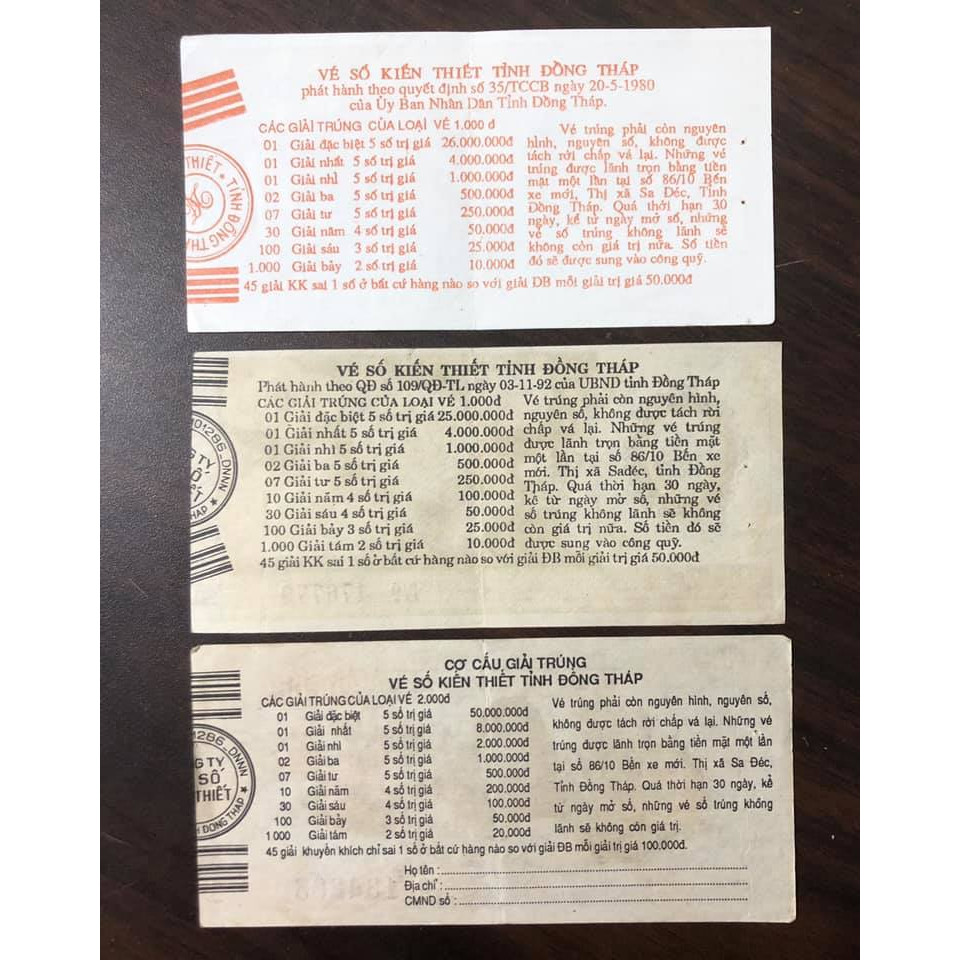 VÉ SỐ KIẾN THIẾT TỈNH ĐỒNG THÁP
phát hành theo quyết định số 35/TCCB ngày 20-5-1980
của Ủy Ban Nhân Dân Tỉnh Đồng Tháp.
CÁC GIẢI TRÚNG CỦA LOẠI VÉ 1.000 đ
01 Giải đặc biệt 5 số trị giá 26.000.000đ
01 Giải nhất 5 số trị giá 4.000.000đ
01 Giải nhì 5 số trị giá 1.000.000đ
02 Giải ba 5 số trị giá 500.000đ
07 Giải tư 5 số trị giá 250.000đ
30 Giải năm 4 số trị giá 50.000đ
100 Giải sáu 3 số trị giá 25.000đ
1.000 Giải bảy 2 số trị giá 10.000đ
Vé trúng phải còn nguyên
hình, nguyên số, không được
tách rời chấp vá lại. Những vé
trúng được lãnh trọn bằng tiền
mặt một lần tại số 86/10 Bến
xe mới, Thị xã Sa Đéc, Tỉnh
Đồng Tháp. Quá thời hạn 30
ngày, kể từ ngày mở số, những
vé số trúng không lãnh sẽ
không còn giá trị nữa. Số tiền
đó sẽ được sung vào công quỹ.
45 giải KK sai 1 số ở bất cứ hàng nào so với giải ĐB mỗi giải trị giá 50.000đ
THIẾT * TỈNH ĐỒNG THÁ
VÉ SỐ KIẾN THIẾT TỈNH ĐỒNG THÁP
Phát hành theo QĐ số 109/QĐ-TL ngày 03-11-92 của UBND tỉnh Đồng Tháp
CÁC GIẢI TRÚNG CỦA LOẠI VÉ 1.000đ
01 Giải đặc biệt 5 số trị giá 25.000.000đ
01 Giải nhất 5 số trị giá 4.000.000đ
01 Giải nhì 5 số trị giá 1.000.000đ
02 Giải ba 5 số trị giá 500.000đ
07 Giải tư 5 số trị giá 250.000đ
10 Giải năm 4 số trị giá 100.000đ
30 Giải sáu 4 số trị giá 50.000đ
100 Giải bảy 3 số trị giá 25.000đ
1.000 Giải tám 2 số trị giá 10.000đ
Vé trúng phải còn nguyên hình,
nguyên số, không được tách rời
chấp vá lại. Những vé trúng
được lãnh trọn bằng tiền mặt
một lần tại số 86/10 Bến xe
mới. Thị xã Sađéc, tỉnh Đồng
Tháp. Quá thời hạn 30 ngày,
kể từ ngày mở số, những vé
số trúng không lãnh sẽ không
còn giá trị nữa. Số tiền đó sẽ
được sung vào công quỹ.
45 giải KK sai 1 số ở bất cứ hàng nào so với giải ĐB mỗi giải trị giá 50.000đ
01286_DNNN
G TY
SỐ
ẾT
CƠ CẤU GIẢI TRÚNG
VÉ SỐ KIẾN THIẾT TỈNH ĐỒNG THÁP
CÁC GIẢI TRÚNG CỦA LOẠI VÉ 2.000đ
01 Giải đặc biệt 5 số trị giá 50.000.000đ
01 Giải nhất 5 số trị giá 8.000.000đ
01 Giải nhì 5 số trị giá 2.000.000đ
02 Giải ba 5 số trị giá 1.000.000đ
07 Giải tư 5 số trị giá 500.000đ
10 Giải năm 4 số trị giá 200.000đ
30 Giải sáu 4 số trị giá 100,000đ
100 Giải bảy 3 số trị giá 50.000đ
1000 Giải tám 2 số trị giá 20,000đ
Vé trúng phải còn nguyên hình, nguyên số,
không được tách rời chấp vá lại. Những vé
trúng được lãnh trọn bằng tiền mặt một lần
tại số 86/10 Bến xe mới. Thị xã Sa Đéc,
Tỉnh Đồng Tháp. Quá thời hạn 30 ngày, kể
từ ngày mở số, những vé số trúng không
lãnh sẽ không còn giá trị.
45 giải khuyến khích chỉ sai 1 số ở bất cứ hàng nào so với giải ĐB mỗi giải trị giá 100.000đ.
Họ tên :
Địa chỉ :
CMND số :
01286_DNNN
G TY
SỐ
THIẾT
H ĐỒNG THÁP ★